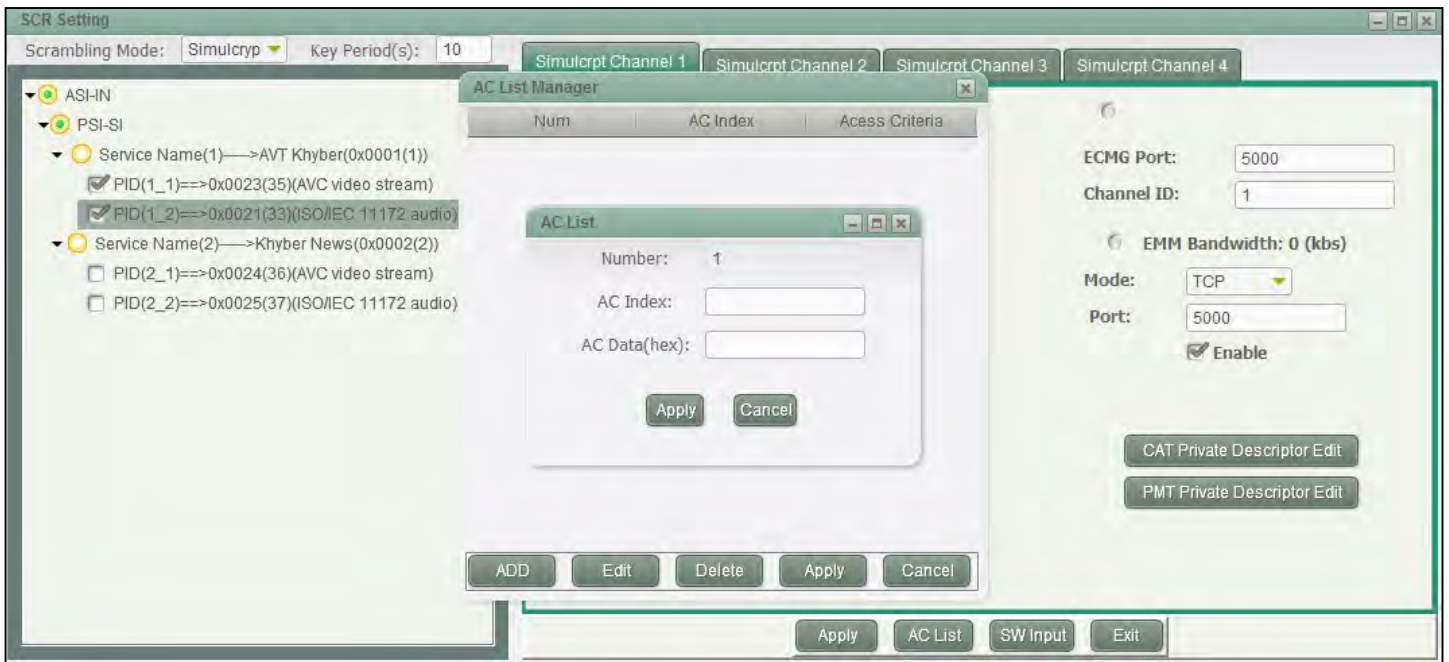 SCR Setting
Scrambling Mode: Simulcryp Key Period(s): 10
ASI-IN
PSI-SI
Service Name(1)---->AVT Khyber(0x0001(1))
PID(1_1)==>0x0023(35)(AVC video stream)
PID(1_2)==>0x0021(33)(ISO/IEC 11172 audio)
Service Name(2)---->Khyber News(0x0002(2))
PID(2_1)==>0x0024(36)(AVC video stream)
PID(2_2)==>0x0025(37)(ISO/IEC 11172 audio)
Simulcrpt Channel 1 Simulcrpt Channel 2 Simulcrpt Channel 3 Simulcrpt Channel 4
AC List Manager
Num AC Index Acess Criteria
AC List
Number: 1
AC Index:
AC Data(hex):
Apply Cancel
ADD Edit Delete Apply Cancel
ECMG Port: 5000
Channel ID: 1
EMM Bandwidth: 0 (kbs)
Mode: TCP
Port: 5000
Enable
CAT Private Descriptor Edit
PMT Private Descriptor Edit
Apply AC List SW Input Exit